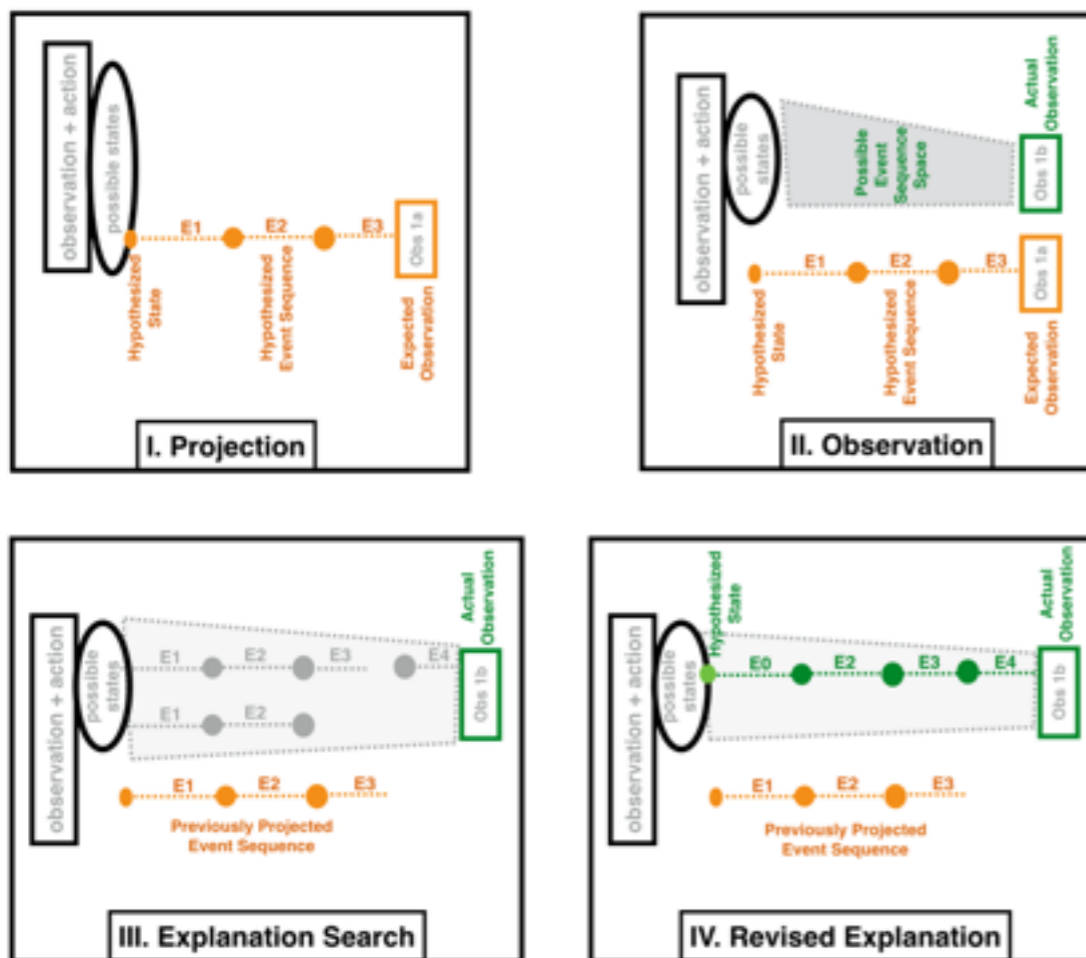 observation + action
possible states
E1
E2
E3
Obs 1a
Hypothesized
State
Hypothesized
Event Sequence
Expected
Observation
I. Projection
observation + action
possible
states
Possible
Event
Sequence
Space
Actual
Observation
Obs 1b
E1
E2
E3
Obs 1a
Hypothesized
State
Hypothesized
Event Sequence
Expected
Observation
II. Observation
observation + action
possible
states
Actual
Observation
E1
E2
E3
E4
Obs 1b
E1
E2
E1
E2
E3
Previously Projected
Event Sequence
III. Explanation Search
observation + action
possible
states
Hypothesized
State
Actual
Observation
E0
E2
E3
E4
Obs 1b
E1
E2
E3
Previously Projected
Event Sequence
IV. Revised Explanation